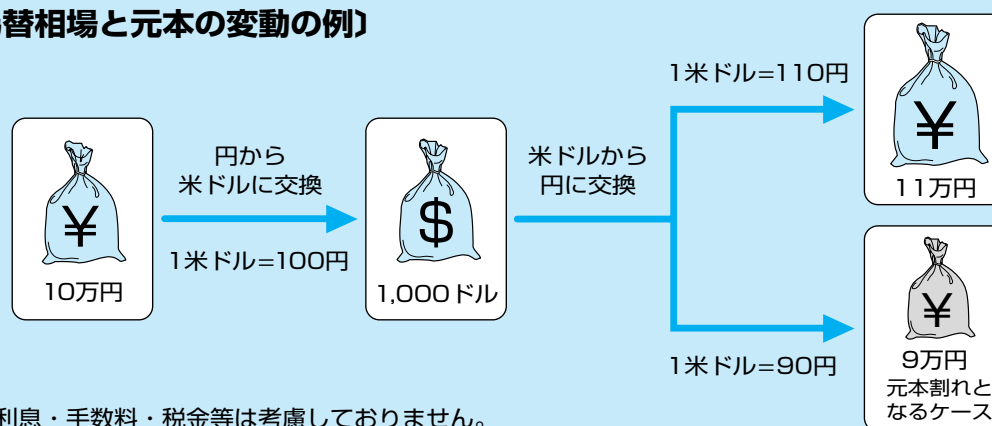 替相場と元本の変動の例〕
¥
10万円
円から
米ドルに交換
1米ドル=100円
$
1,000ドル
米ドルから
円に交換
1米ドル=110円
¥
11万円
1米ドル=90円
¥
9万円
元本割れと
なるケース
利息・手数料・税金等は考慮しておりません。